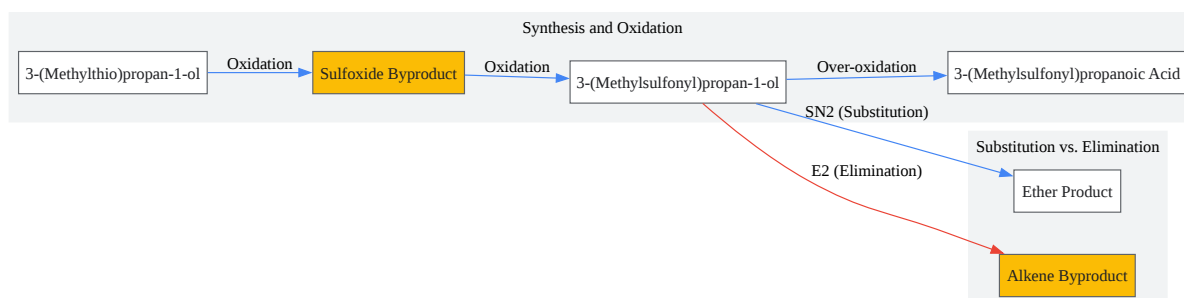 Synthesis and Oxidation
3-(Methylthio)propan-1-ol
Oxidation
Sulfoxide Byproduct
Oxidation
3-(Methylsulfonyl)propan-1-ol
Over-oxidation
3-(Methylsulfonyl)propanoic Acid
SN2 (Substitution)
Substitution vs. Elimination
E2 (Elimination)
Ether Product
Alkene Byproduct